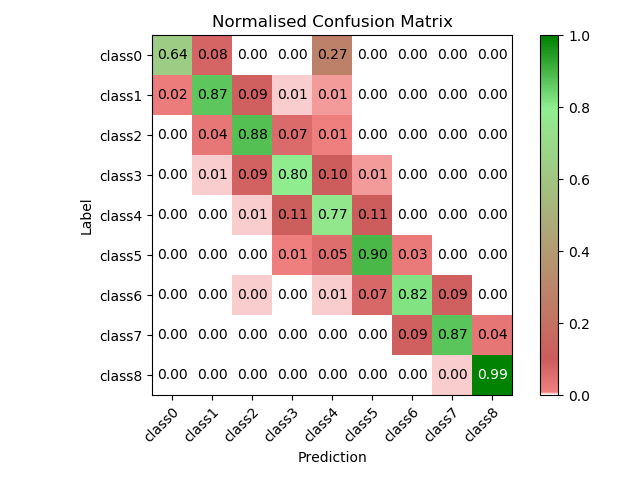 Normalised Confusion Matrix
class0 0.64 0.08 0.00 0.00 0.27 0.00 0.00 0.00 0.00
class1 0.02 0.87 0.09 0.01 0.01 0.00 0.00 0.00 0.00
class2 0.00 0.04 0.88 0.07 0.01 0.00 0.00 0.00 0.00
class3 0.00 0.01 0.09 0.80 0.10 0.01 0.00 0.00 0.00
class4 0.00 0.00 0.01 0.11 0.77 0.11 0.00 0.00 0.00
class5 0.00 0.00 0.00 0.01 0.05 0.90 0.03 0.00 0.00
class6 0.00 0.00 0.00 0.00 0.01 0.07 0.82 0.09 0.00
class7 0.00 0.00 0.00 0.00 0.00 0.00 0.09 0.87 0.04
class8 0.00 0.00 0.00 0.00 0.00 0.00 0.00 0.00 0.99
class0 class1 class2 class3 class4 class5 class6 class7 class8
Prediction
Label
1.0
0.8
0.6
0.4
0.2
0.0